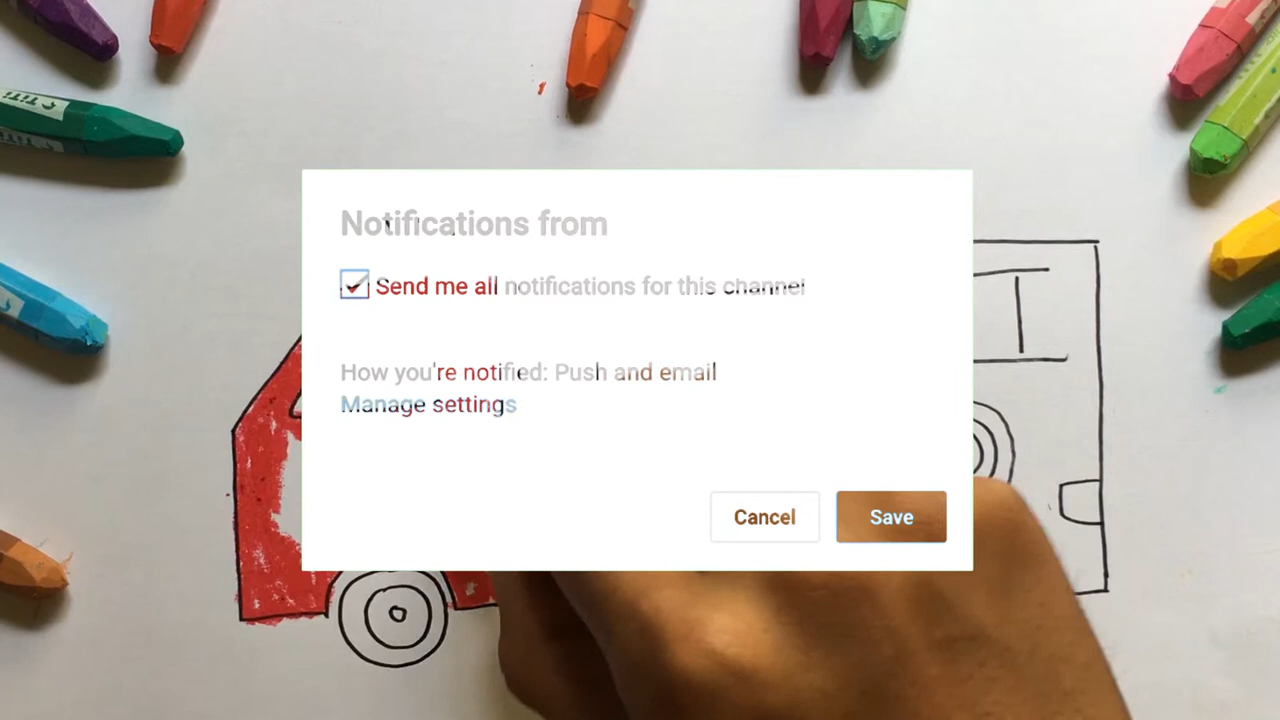 Notifications from
Send me all notifications for this channel
How you're notified: Push and email
Manage settings
Cancel
Save
TiTi